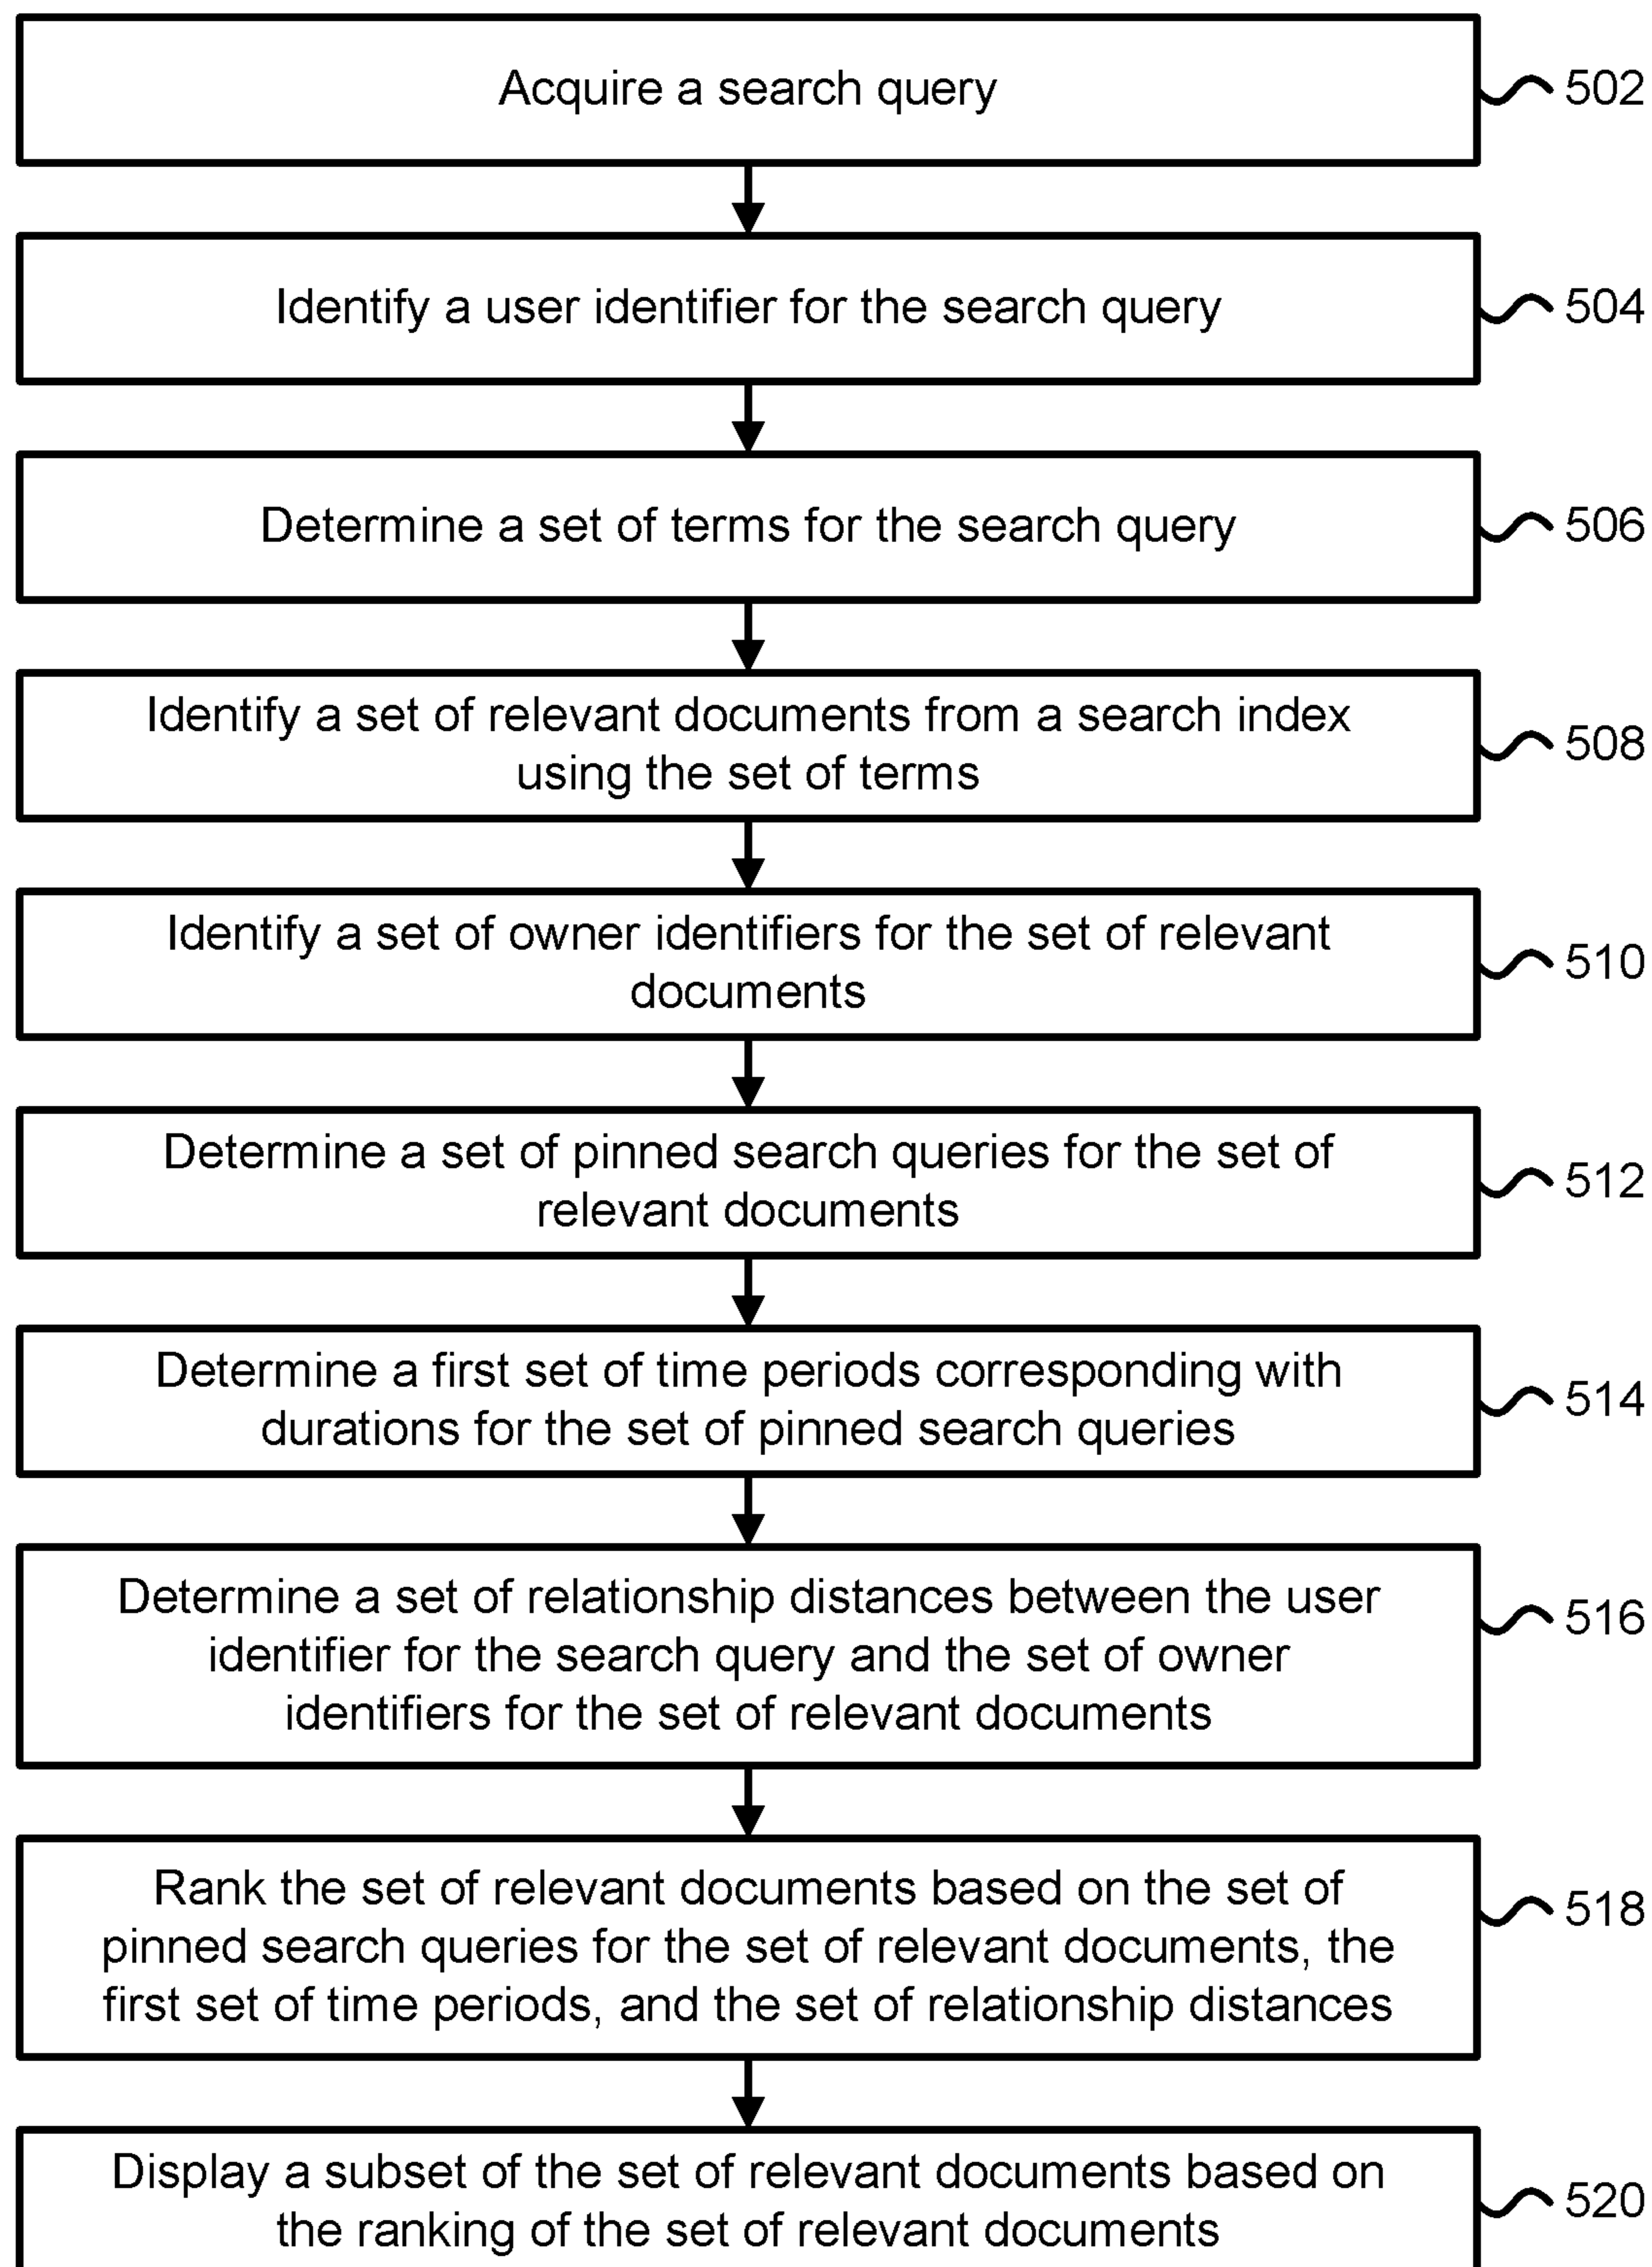 Acquire a search query
502
Identify a user identifier for the search query
504
Determine a set of terms for the search query
506
Identify a set of relevant documents from a search index
using the set of terms
508
Identify a set of owner identifiers for the set of relevant
documents
510
Determine a set of pinned search queries for the set of
relevant documents
512
Determine a first set of time periods corresponding with
durations for the set of pinned search queries
514
Determine a set of relationship distances between the user
identifier for the search query and the set of owner
identifiers for the set of relevant documents
516
Rank the set of relevant documents based on the set of
pinned search queries for the set of relevant documents, the
first set of time periods, and the set of relationship distances
518
Display a subset of the set of relevant documents based on
the ranking of the set of relevant documents
520